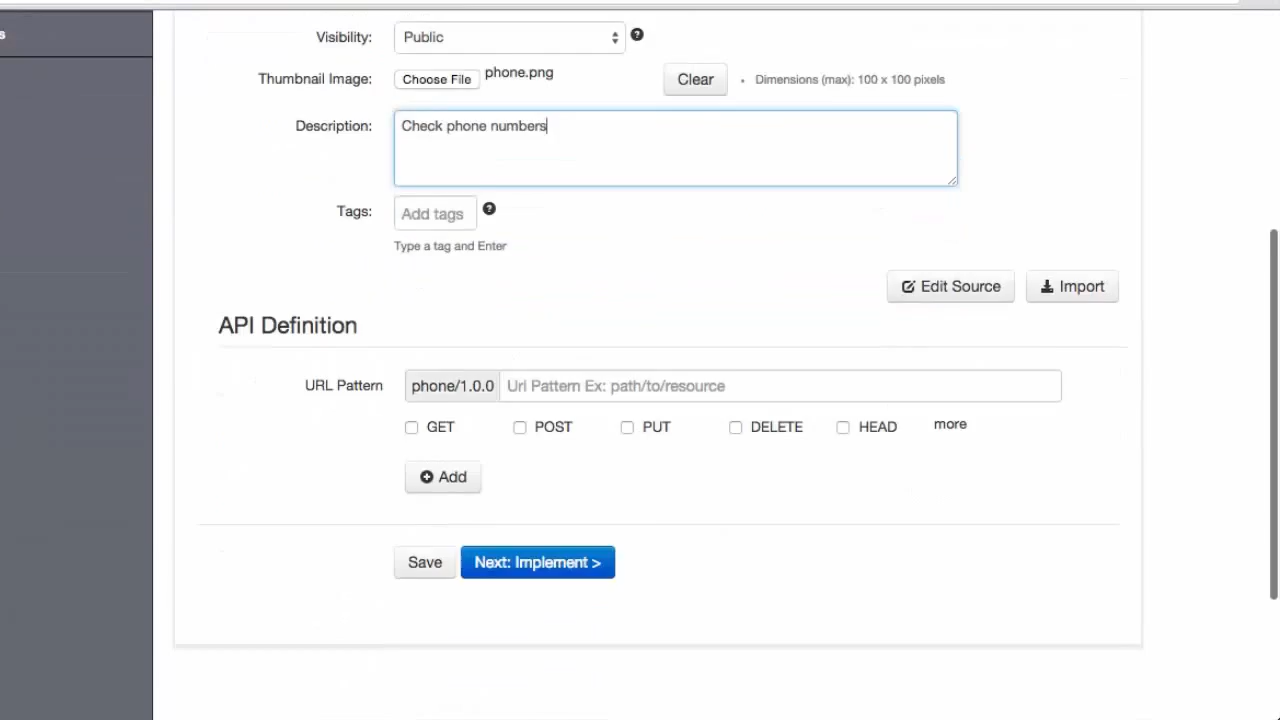 s
Visibility: Public
Thumbnail Image: Choose File phone.png Clear • Dimensions (max): 100 x 100 pixels
Description: Check phone numbers
Tags: Add tags
Type a tag and Enter
Edit Source Import
API Definition
URL Pattern phone/1.0.0 Url Pattern Ex: path/to/resource
GET POST PUT DELETE HEAD more
Add
Save Next: Implement >